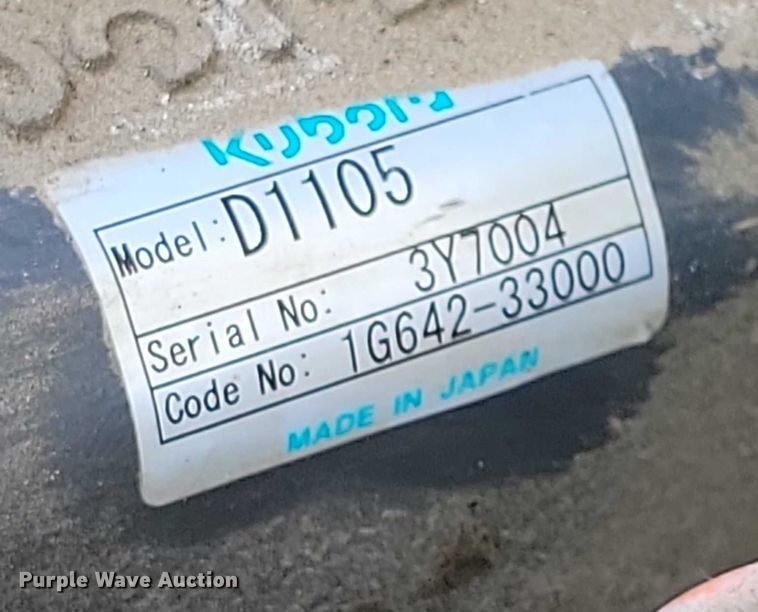 Kubota
Model: D1105
Serial No: 3Y7004
Code No: 1G642-33000
MADE IN JAPAN
Purple Wave Auction